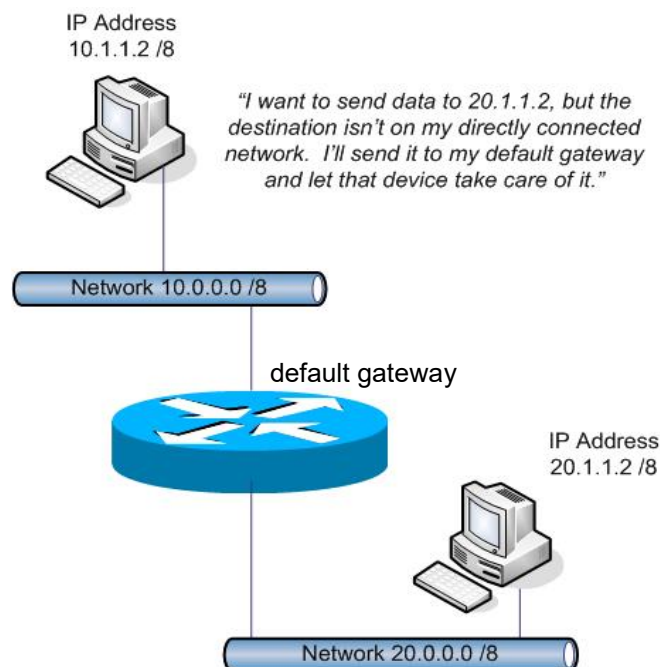 IP Address
10.1.1.2 /8
"I want to send data to 20.1.1.2, but the
destination isn't on my directly connected
network.  I'll send it to my default gateway
and let that device take care of it."
Network 10.0.0.0 /8
default gateway
IP Address
20.1.1.2 /8
Network 20.0.0.0 /8